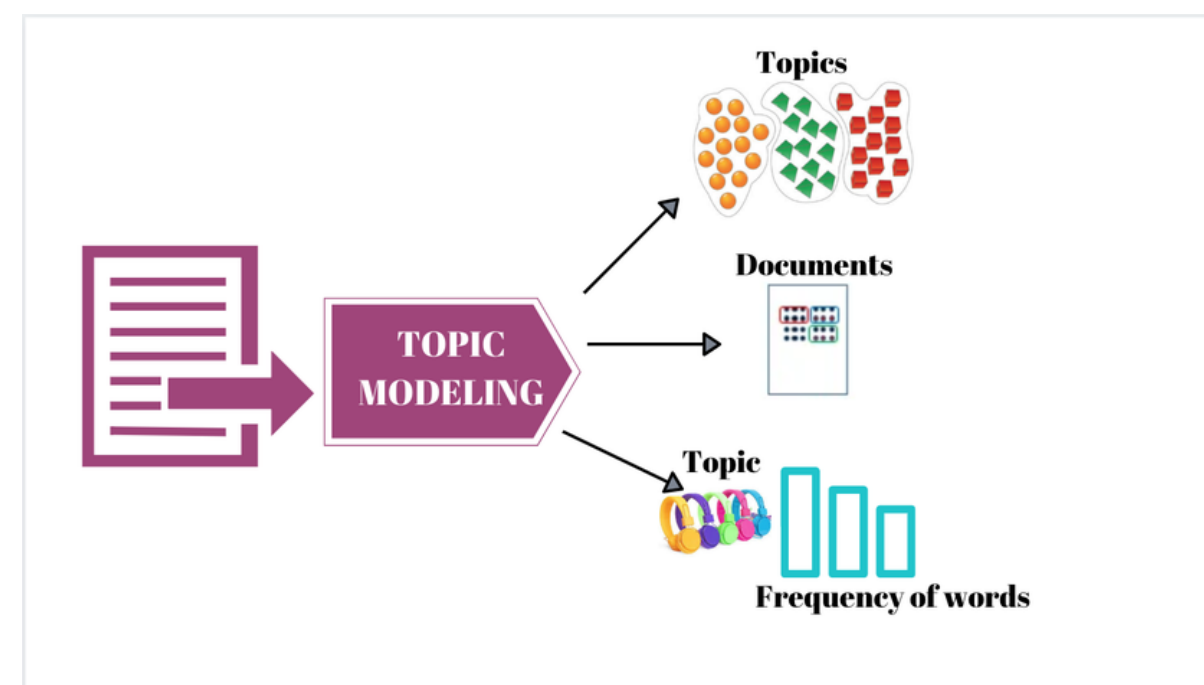 Topics
TOPIC
MODELING
Documents
Topic
Frequency of words